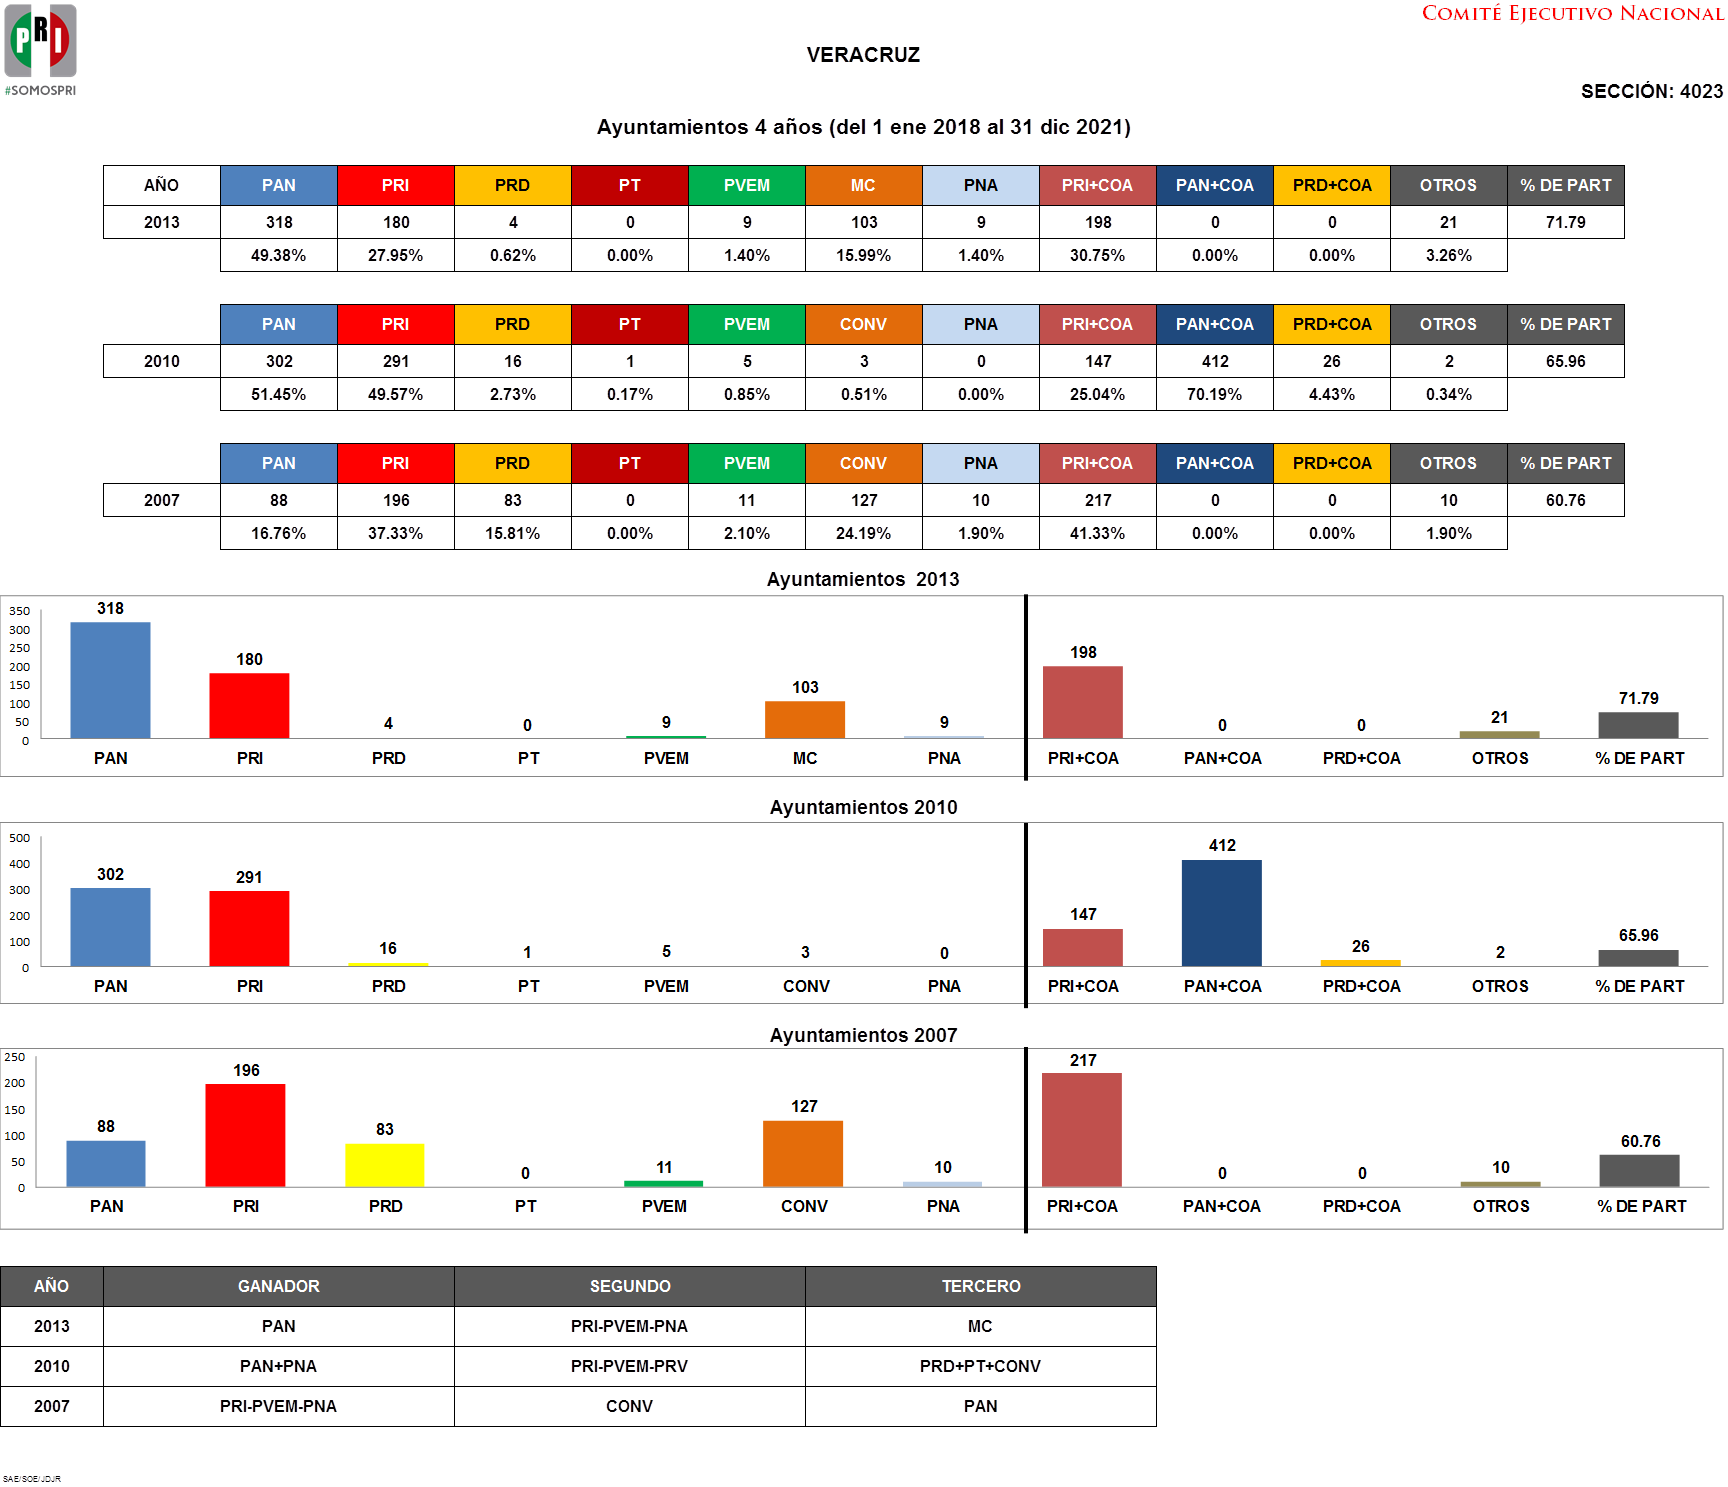 PRI
#SOMOSPRI
COMITÉ EJECUTIVO NACIONAL
VERACRUZ
SECCIÓN: 4023
Ayuntamientos 4 años (del 1 ene 2018 al 31 dic 2021)
AÑO PAN PRI PRD PT PVEM MC PNA PRI+COA PAN+COA PRD+COA OTROS % DE PART
2013 318 180 4 0 9 103 9 198 0 0 21 71.79
49.38% 27.95% 0.62% 0.00% 1.40% 15.99% 1.40% 30.75% 0.00% 0.00% 3.26%
PAN PRI PRD PT PVEM CONV PNA PRI+COA PAN+COA PRD+COA OTROS % DE PART
2010 302 291 16 1 5 3 0 147 412 26 2 65.96
51.45% 49.57% 2.73% 0.17% 0.85% 0.51% 0.00% 25.04% 70.19% 4.43% 0.34%
PAN PRI PRD PT PVEM CONV PNA PRI+COA PAN+COA PRD+COA OTROS % DE PART
2007 88 196 83 0 11 127 10 217 0 0 10 60.76
16.76% 37.33% 15.81% 0.00% 2.10% 24.19% 1.90% 41.33% 0.00% 0.00% 1.90%
Ayuntamientos 2013
350
300
250
200
150
100
50
0
318 180 4 0 9 103 9 198 0 0 21 71.79
PAN PRI PRD PT PVEM MC PNA PRI+COA PAN+COA PRD+COA OTROS % DE PART
Ayuntamientos 2010
500
400
300
200
100
0
302 291 16 1 5 3 0 147 412 26 2 65.96
PAN PRI PRD PT PVEM CONV PNA PRI+COA PAN+COA PRD+COA OTROS % DE PART
Ayuntamientos 2007
250
200
150
100
50
0
88 196 83 0 11 127 10 217 0 0 10 60.76
PAN PRI PRD PT PVEM CONV PNA PRI+COA PAN+COA PRD+COA OTROS % DE PART
AÑO GANADOR SEGUNDO TERCERO
2013 PAN PRI-PVEM-PNA MC
2010 PAN+PNA PRI-PVEM-PRV PRD+PT+CONV
2007 PRI-PVEM-PNA CONV PAN
SAE/SOE/JDJR